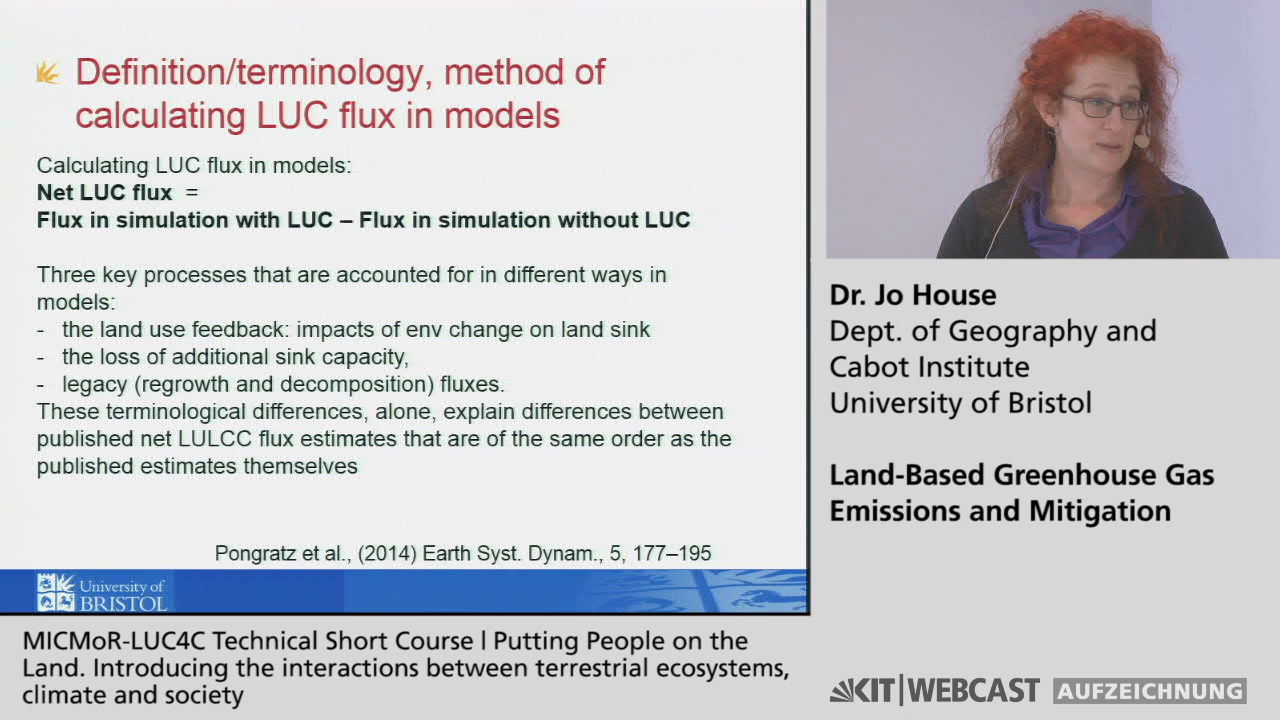 Definition/terminology, method of
calculating LUC flux in models
Calculating LUC flux in models:
Net LUC flux =
Flux in simulation with LUC – Flux in simulation without LUC
Three key processes that are accounted for in different ways in
models:
- the land use feedback: impacts of env change on land sink
- the loss of additional sink capacity,
- legacy (regrowth and decomposition) fluxes.
These terminological differences, alone, explain differences between
published net LULCC flux estimates that are of the same order as the
published estimates themselves
Pongratz et al., (2014) Earth Syst. Dynam., 5, 177–195
University of
BRISTOL
Dr. Jo House
Dept. of Geography and
Cabot Institute
University of Bristol
Land-Based Greenhouse Gas
Emissions and Mitigation
MICMoR-LUC4C Technical Short Course | Putting People on the
Land. Introducing the interactions between terrestrial ecosystems,
climate and society
KIT|WEBCAST AUFZEICHNUNG